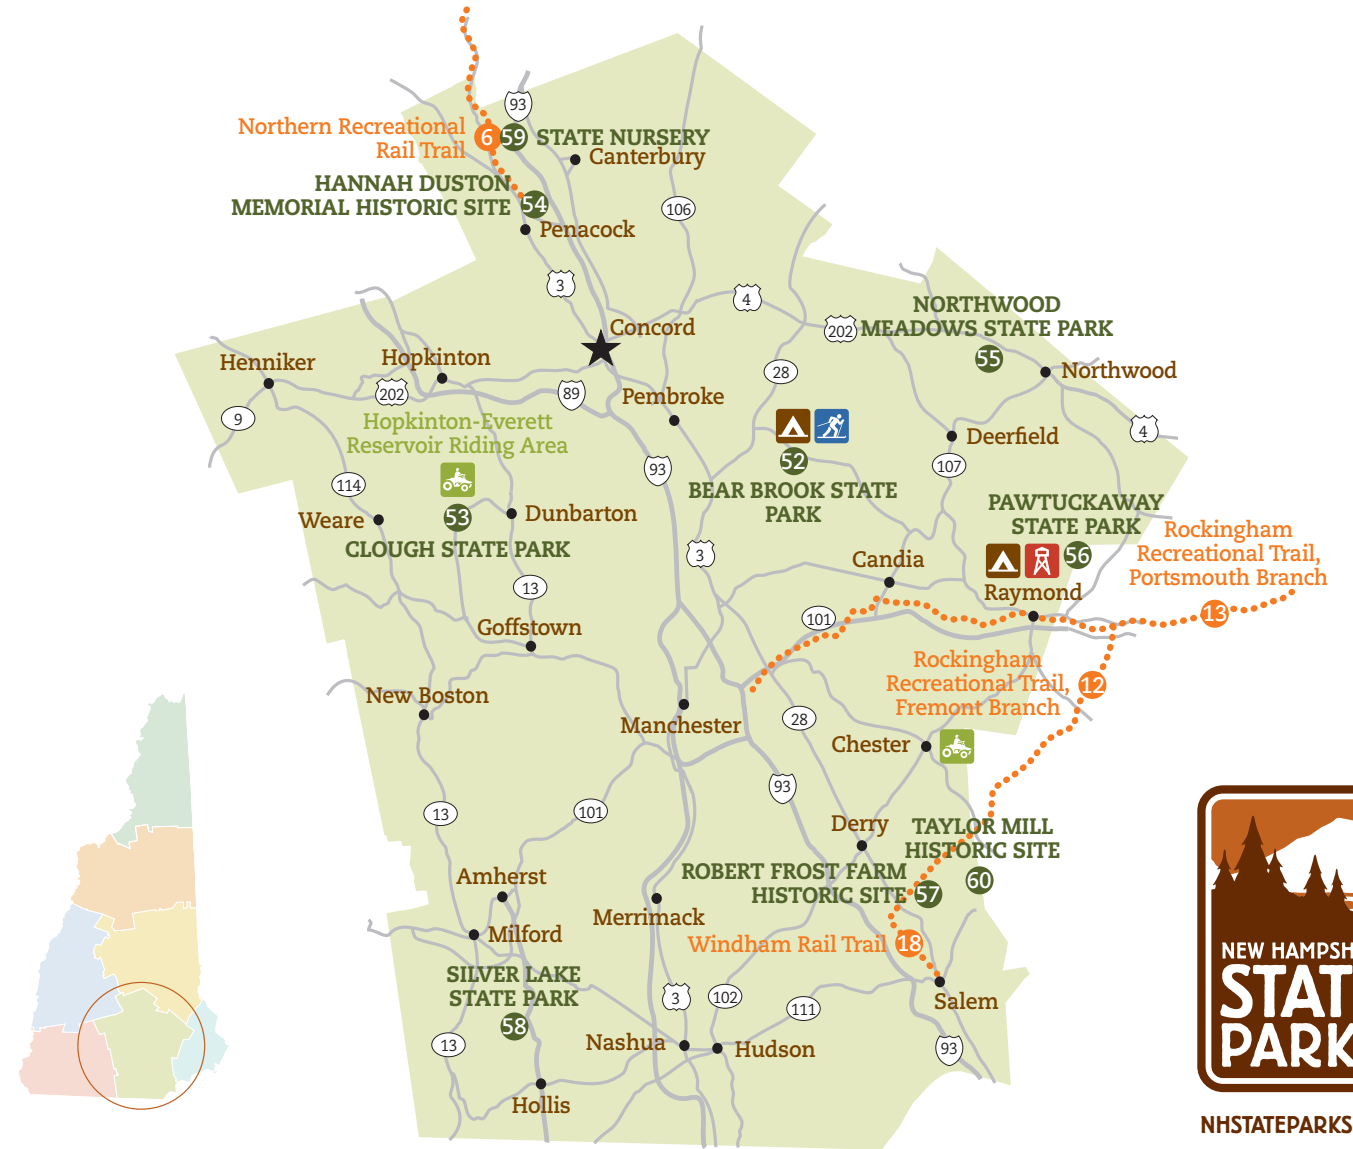 93
Northern Recreational
Rail Trail
6
59
STATE NURSERY
Canterbury
HANNAH DUSTON
MEMORIAL HISTORIC SITE
54
106
Penacock
3
4
NORTHWOOD
MEADOWS STATE PARK
202
55
Concord
Henniker
Hopkinton
28
Northwood
202
89
Pembroke
9
Hopkinton-Everett
Reservoir Riding Area
4
Deerfield
52
107
93
114
BEAR BROOK STATE
PARK
PAWTUCKAWAY
STATE PARK
56
Weare
53
Dunbarton
CLOUGH STATE PARK
Rockingham
Recreational Trail,
Portsmouth Branch
3
Candia
13
Raymond
13
101
Goffstown
Rockingham
Recreational Trail,
Fremont Branch
12
New Boston
Manchester
28
Chester
93
13
101
Derry
TAYLOR MILL
HISTORIC SITE
60
ROBERT FROST FARM
HISTORIC SITE
57
Amherst
Merrimack
Milford
Windham Rail Trail
18
SILVER LAKE
STATE PARK
58
3
102
111
Salem
13
Nashua
Hudson
93
Hollis
NEW HAMPSH
STAT
PARK
NHSTATEPARKS